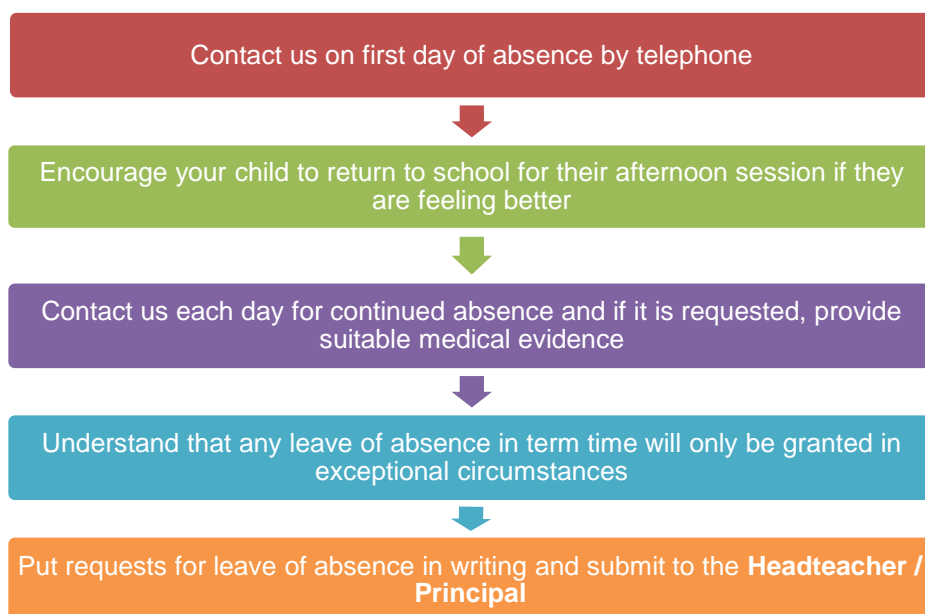 Contact us on first day of absence by telephone
Encourage your child to return to school for their afternoon session if they
are feeling better
Contact us each day for continued absence and if it is requested, provide
suitable medical evidence
Understand that any leave of absence in term time will only be granted in
exceptional circumstances
Put requests for leave of absence in writing and submit to the Headteacher /
Principal